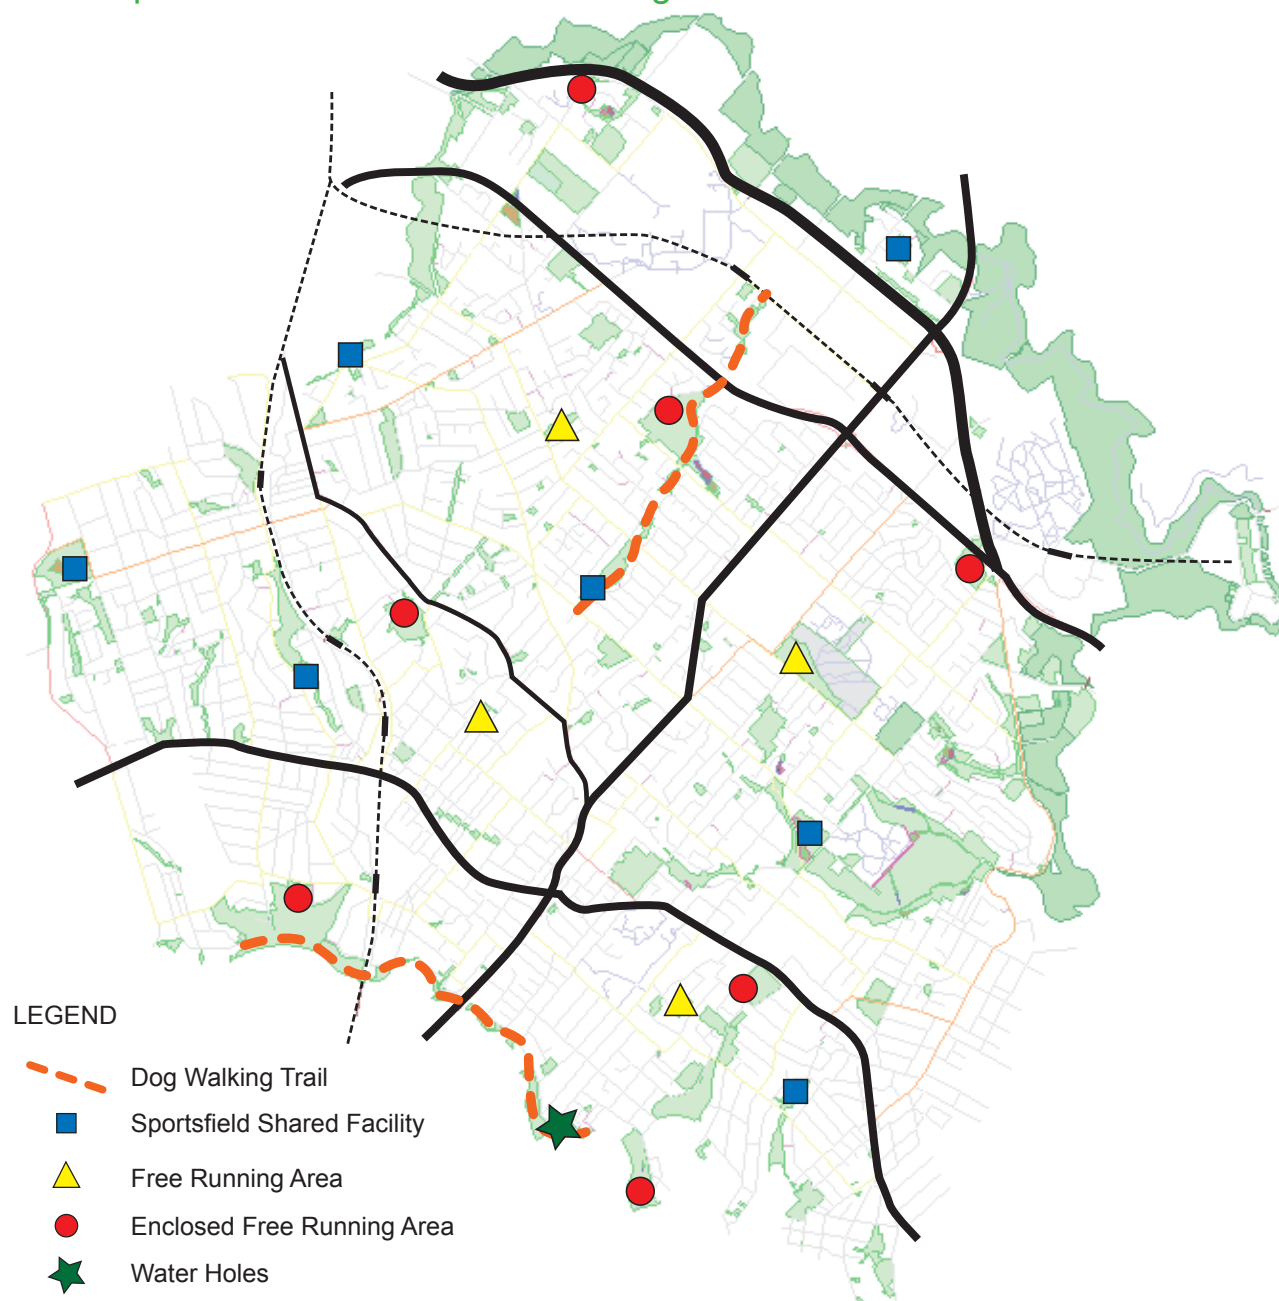 LEGEND
Dog Walking Trail
Sportsfield Shared Facility
Free Running Area
Enclosed Free Running Area
Water Holes